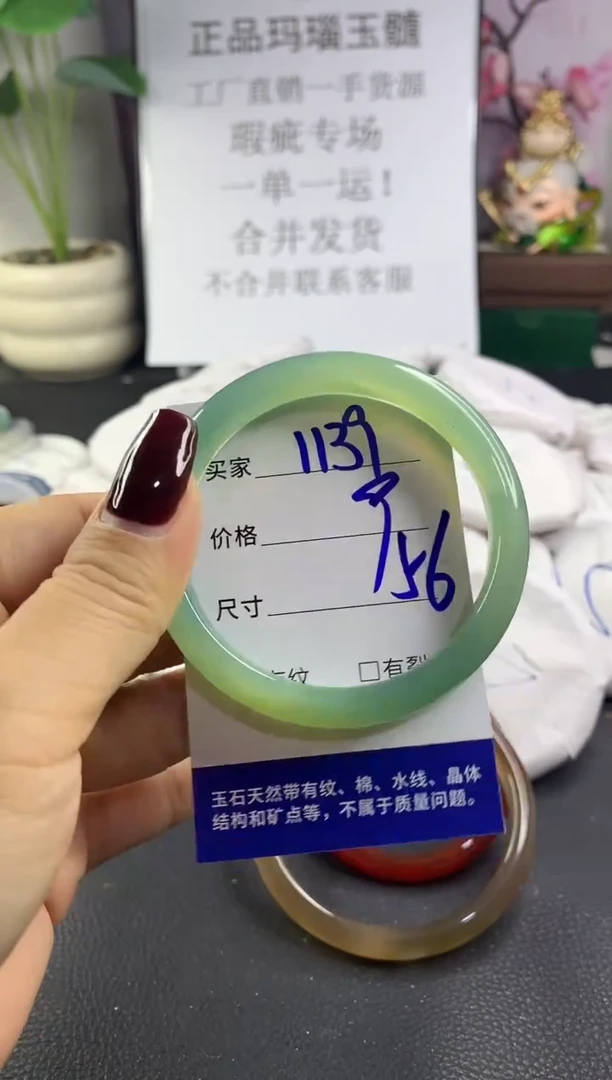 正品玛瑙玉髓
工厂直销一手货源
瑕疵专场
一单一运！
合并发货
不合并联系客服
买家 1139
价格
尺寸 56
纹 □有裂
玉石天然带有纹、棉、水线、晶体
结构和矿点等，不属于质量问题。